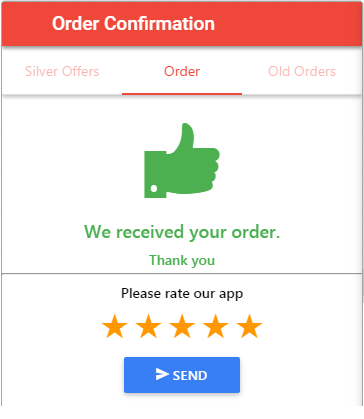 Order Confirmation
Silver Offers Order Old Orders
We received your order.
Thank you
Please rate our app
SEND